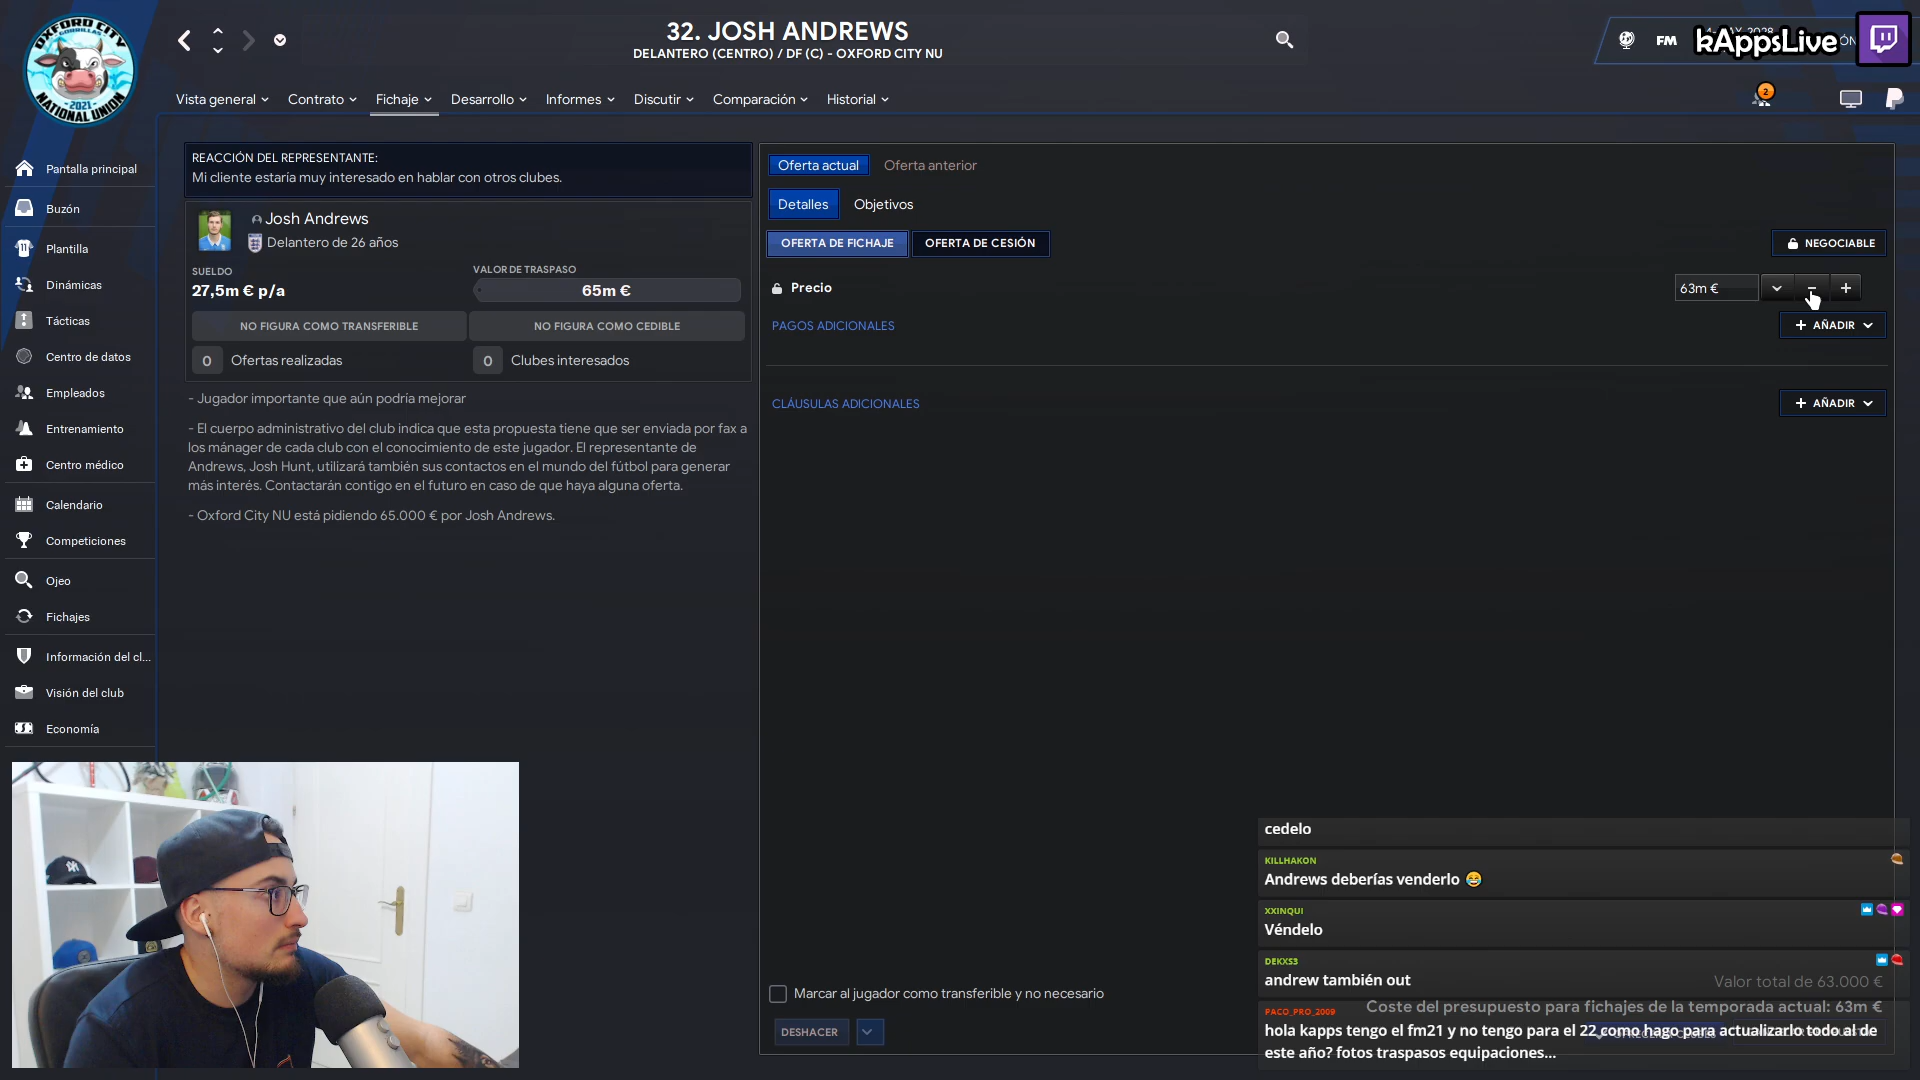 OXFORD CITY
GORRILLAS
-2021-
NATIONAL UNION
32. JOSH ANDREWS
DELANTERO (CENTRO) / DF (C) - OXFORD CITY NU
FM
kAppsLive
Vista general
Contrato
Fichaje
Desarrollo
Informes
Discutir
Comparación
Historial
2
Pantalla principal
Buzón
Plantilla
Dinámicas
Tácticas
Centro de datos
Empleados
Entrenamiento
Centro médico
Calendario
Competiciones
Ojeo
Fichajes
Información del cl...
Visión del club
Economía
REACCIÓN DEL REPRESENTANTE:
Mi cliente estaría muy interesado en hablar con otros clubes.
Josh Andrews
Delantero de 26 años
SUELDO
27,5m € p/a
VALOR DE TRASPASO
65m €
NO FIGURA COMO TRANSFERIBLE
NO FIGURA COMO CEDIBLE
0 Ofertas realizadas
0 Clubes interesados
- Jugador importante que aún podría mejorar
- El cuerpo administrativo del club indica que esta propuesta tiene que ser enviada por fax a
los mánager de cada club con el conocimiento de este jugador. El representante de
Andrews, Josh Hunt, utilizará también sus contactos en el mundo del fútbol para generar
más interés. Contactarán contigo en el futuro en caso de que haya alguna oferta.
- Oxford City NU está pidiendo 65.000 € por Josh Andrews.
Oferta actual
Oferta anterior
Detalles
Objetivos
OFERTA DE FICHAJE
OFERTA DE CESIÓN
NEGOCIABLE
Precio
63m €
PAGOS ADICIONALES
+ AÑADIR
CLÁUSULAS ADICIONALES
+ AÑADIR
Marcar al jugador como transferible y no necesario
DESHACER
cedelo
KILLHAKON
Andrews deberías venderlo 😂
XXINQUI
Véndelo
DEKXS3
andrew también out
Valor total de 63.000 €
Coste del presupuesto para fichajes de la temporada actual: 63m €
PACO_PRO_2009
hola kapps tengo el fm21 y no tengo para el 22 como hago para actualizarlo todo al de
este año? fotos traspasos equipaciones...